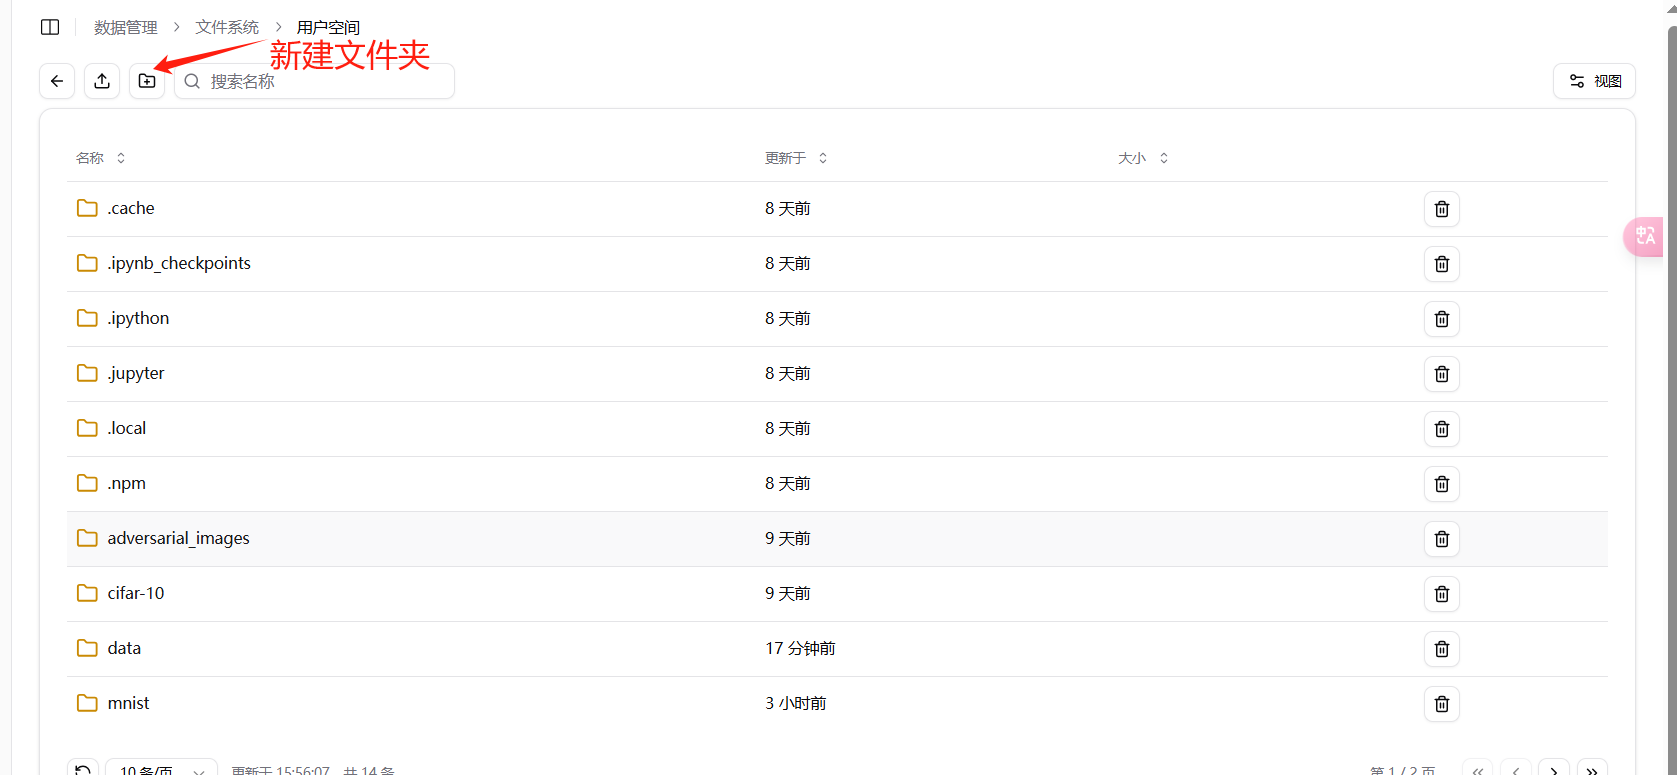 数据管理 > 文件系统 > 用户空间
新建文件夹
搜索名称
视图
名称 更新于 大小
.cache 8 天前
.ipynb_checkpoints 8 天前
.ipython 8 天前
.jupyter 8 天前
.local 8 天前
.npm 8 天前
adversarial_images 9 天前
cifar-10 9 天前
data 17 分钟前
mnist 3 小时前
10 条/页 更新于 15:56:07 共 14 条 第 1 / 2 页